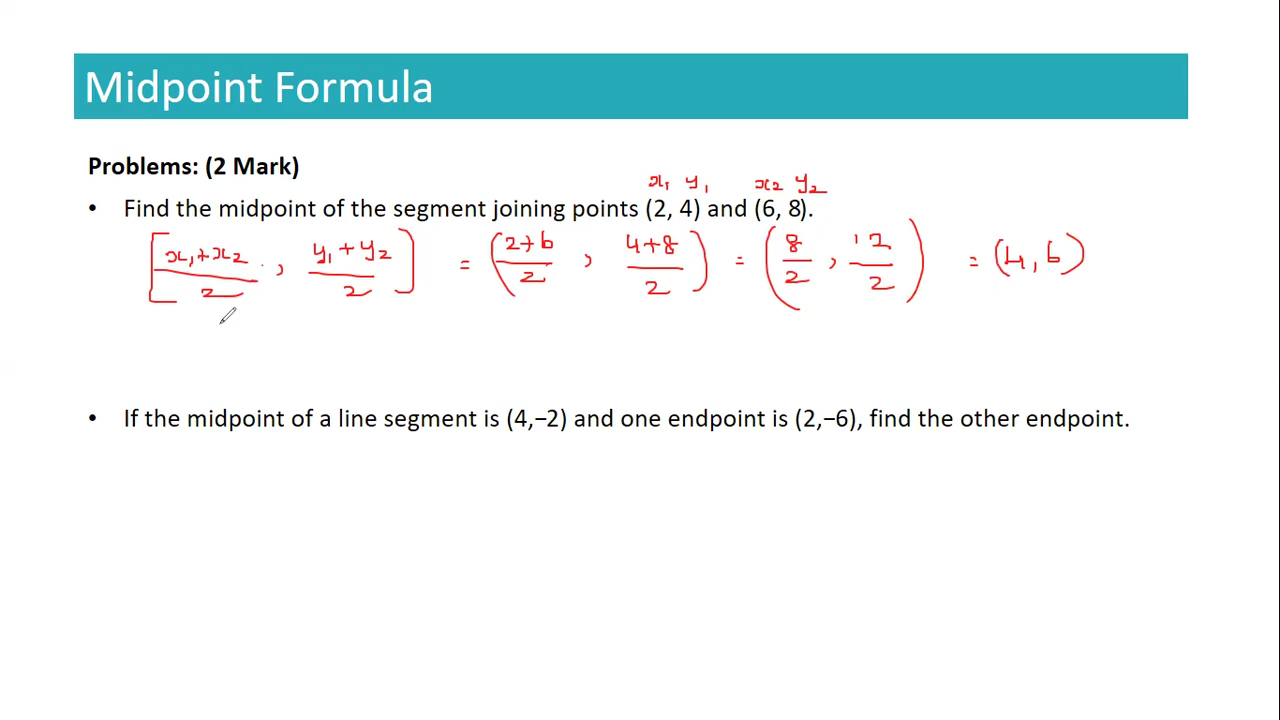 Midpoint Formula
Problems: (2 Mark)
x₁ y₁ x₂ y₂
• Find the midpoint of the segment joining points (2, 4) and (6, 8).
[(x₁+x₂)/2 , (y₁+y₂)/2] = ((2+6)/2 , (4+8)/2) = (8/2 , 12/2) = (4, 6)
• If the midpoint of a line segment is (4,−2) and one endpoint is (2,−6), find the other endpoint.